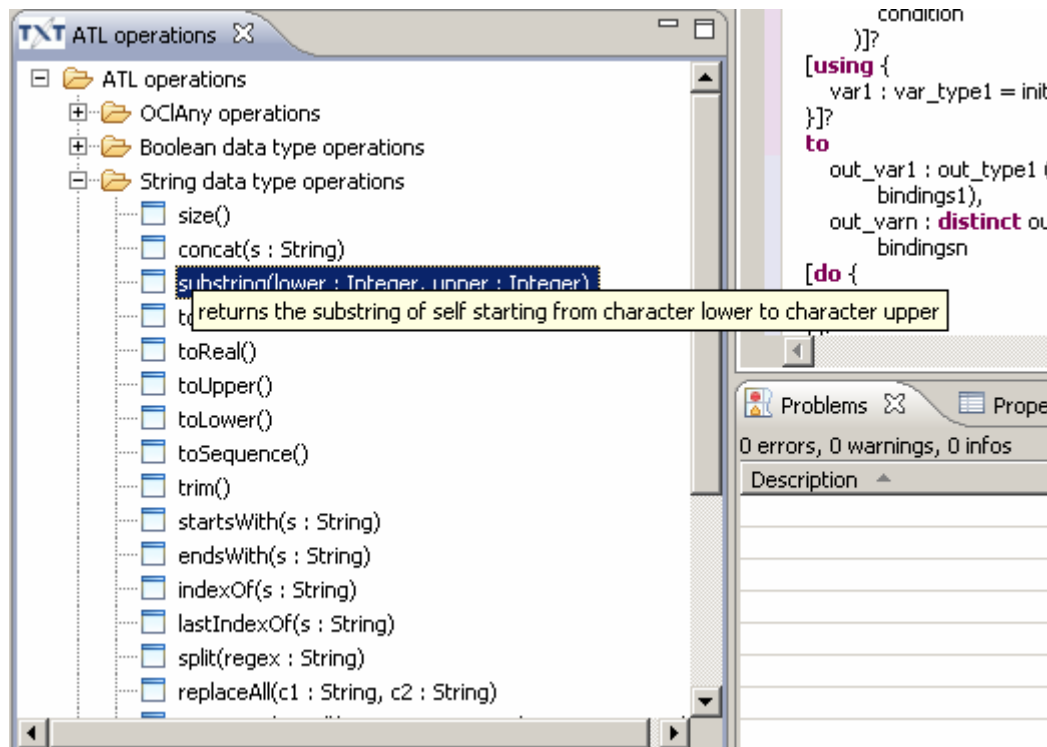 TXT ATL operations
ATL operations
OClAny operations
Boolean data type operations
String data type operations
size()
concat(s : String)
substring(lower : Integer, upper : Integer)
returns the substring of self starting from character lower to character upper
toReal()
toUpper()
toLower()
toSequence()
trim()
startsWith(s : String)
endsWith(s : String)
indexOf(s : String)
lastIndexOf(s : String)
split(regex : String)
replaceAll(c1 : String, c2 : String)
condition
)]?
[using {
var1 : var_type1 = init
}]?
to
out_var1 : out_type1 (
bindings1),
out_varn : distinct ou
bindingsn
[do {
Problems
Prope
0 errors, 0 warnings, 0 infos
Description